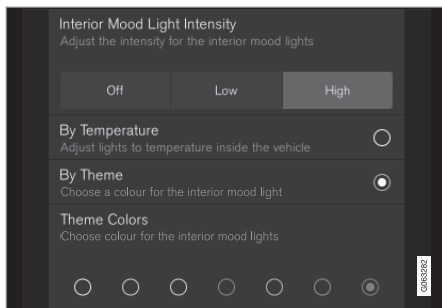 Interior Mood Light Intensity
Adjust the intensity for the interior mood lights
Off Low High
By Temperature
Adjust lights to temperature inside the vehicle
By Theme
Choose a colour for the interior mood light
Theme Colors
Choose colour for the interior mood lights
G063282